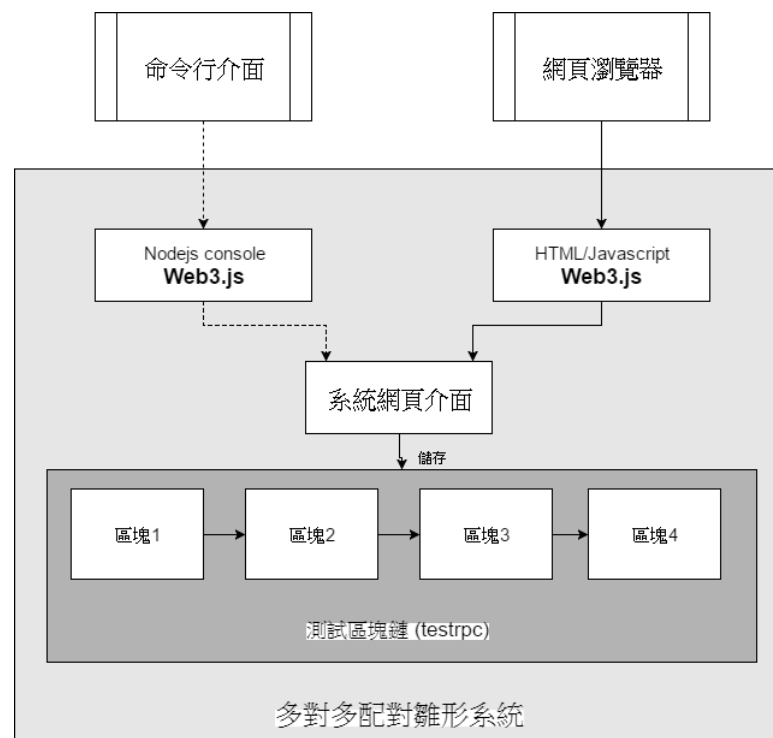 命令行介面
網頁瀏覽器
Nodejs console
Web3.js
HTML/Javascript
Web3.js
系統網頁介面
儲存
區塊1
區塊2
區塊3
區塊4
測試區塊鏈 (testrpc)
多對多配對雛形系統